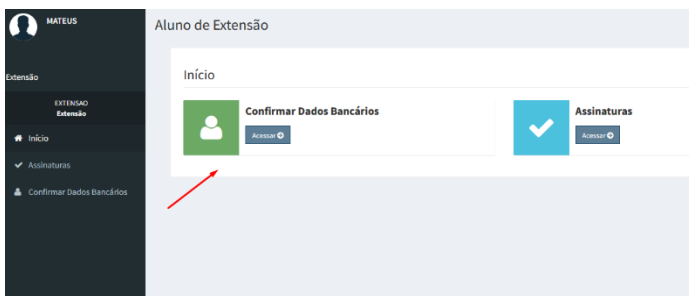 MATEUS
Extensão
EXTENSAO
Extensão
Início
Assinaturas
Confirmar Dados Bancários
Aluno de Extensão
Início
Confirmar Dados Bancários
Acessar
Assinaturas
Acessar